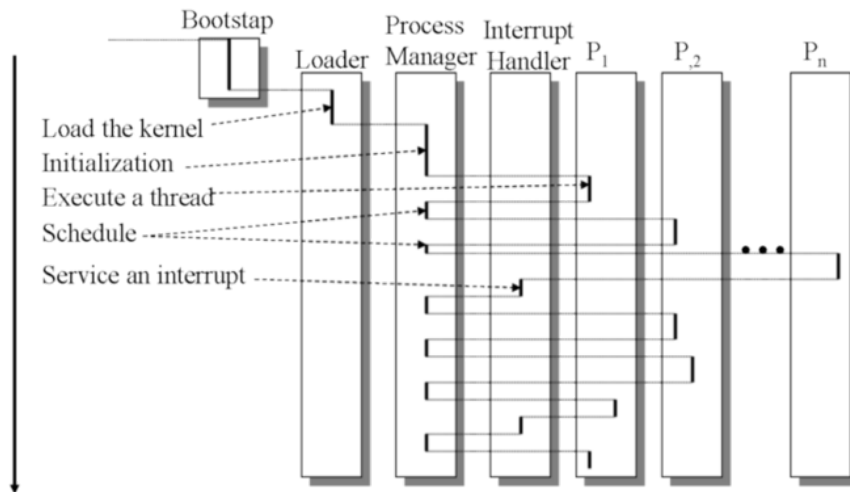 Bootstap
Loader
Process
Manager
Interrupt
Handler
P1
P,2
Pn
Load the kernel
Initialization
Execute a thread
Schedule
Service an interrupt